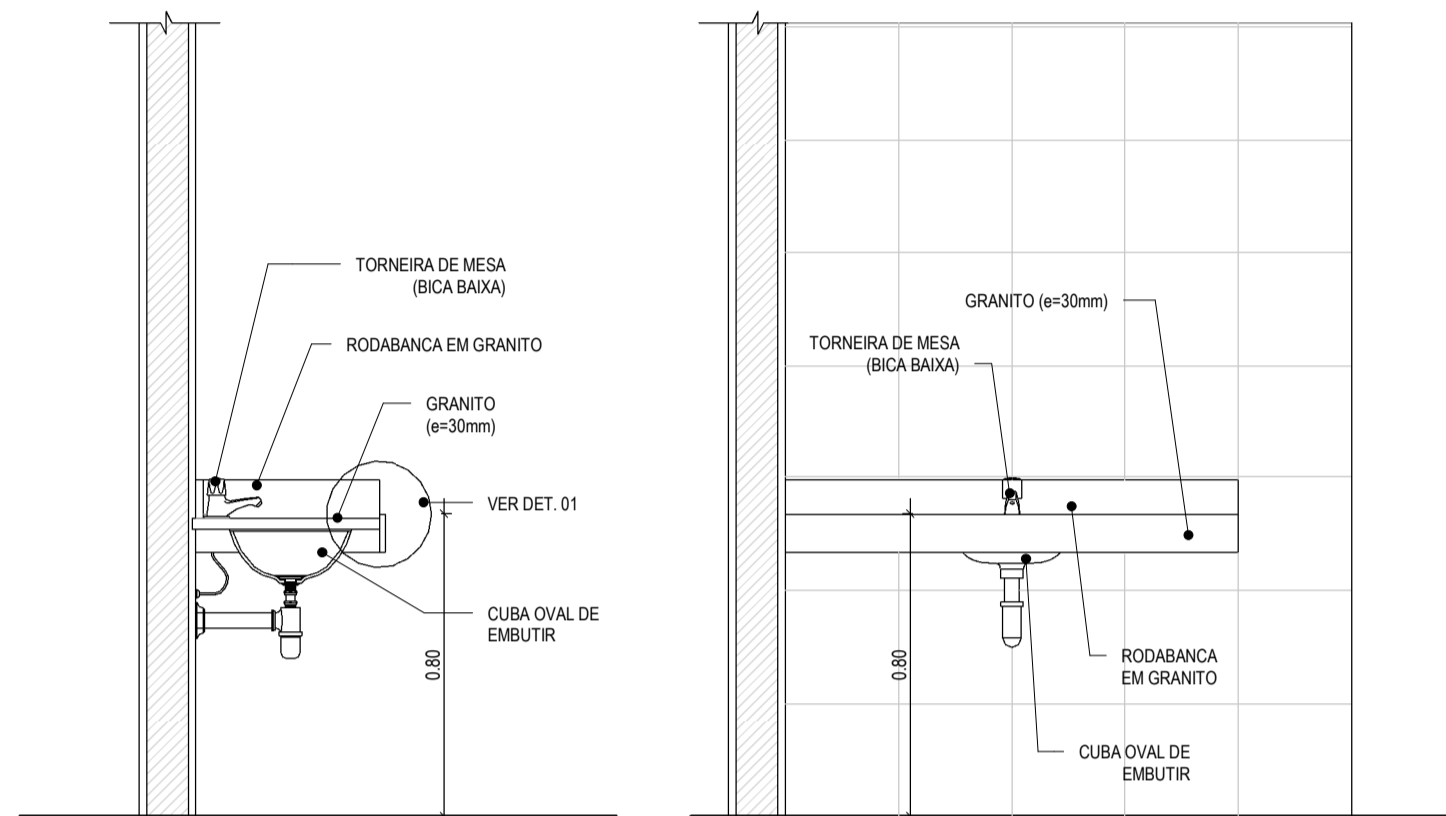 TORNEIRA DE MESA
(BICA BAIXA)
RODABANCA EM GRANITO
GRANITO
(e=30mm)
VER DET. 01
CUBA OVAL DE
EMBUTIR
0.80
GRANITO (e=30mm)
TORNEIRA DE MESA
(BICA BAIXA)
0.80
RODABANCA
EM GRANITO
CUBA OVAL DE
EMBUTIR